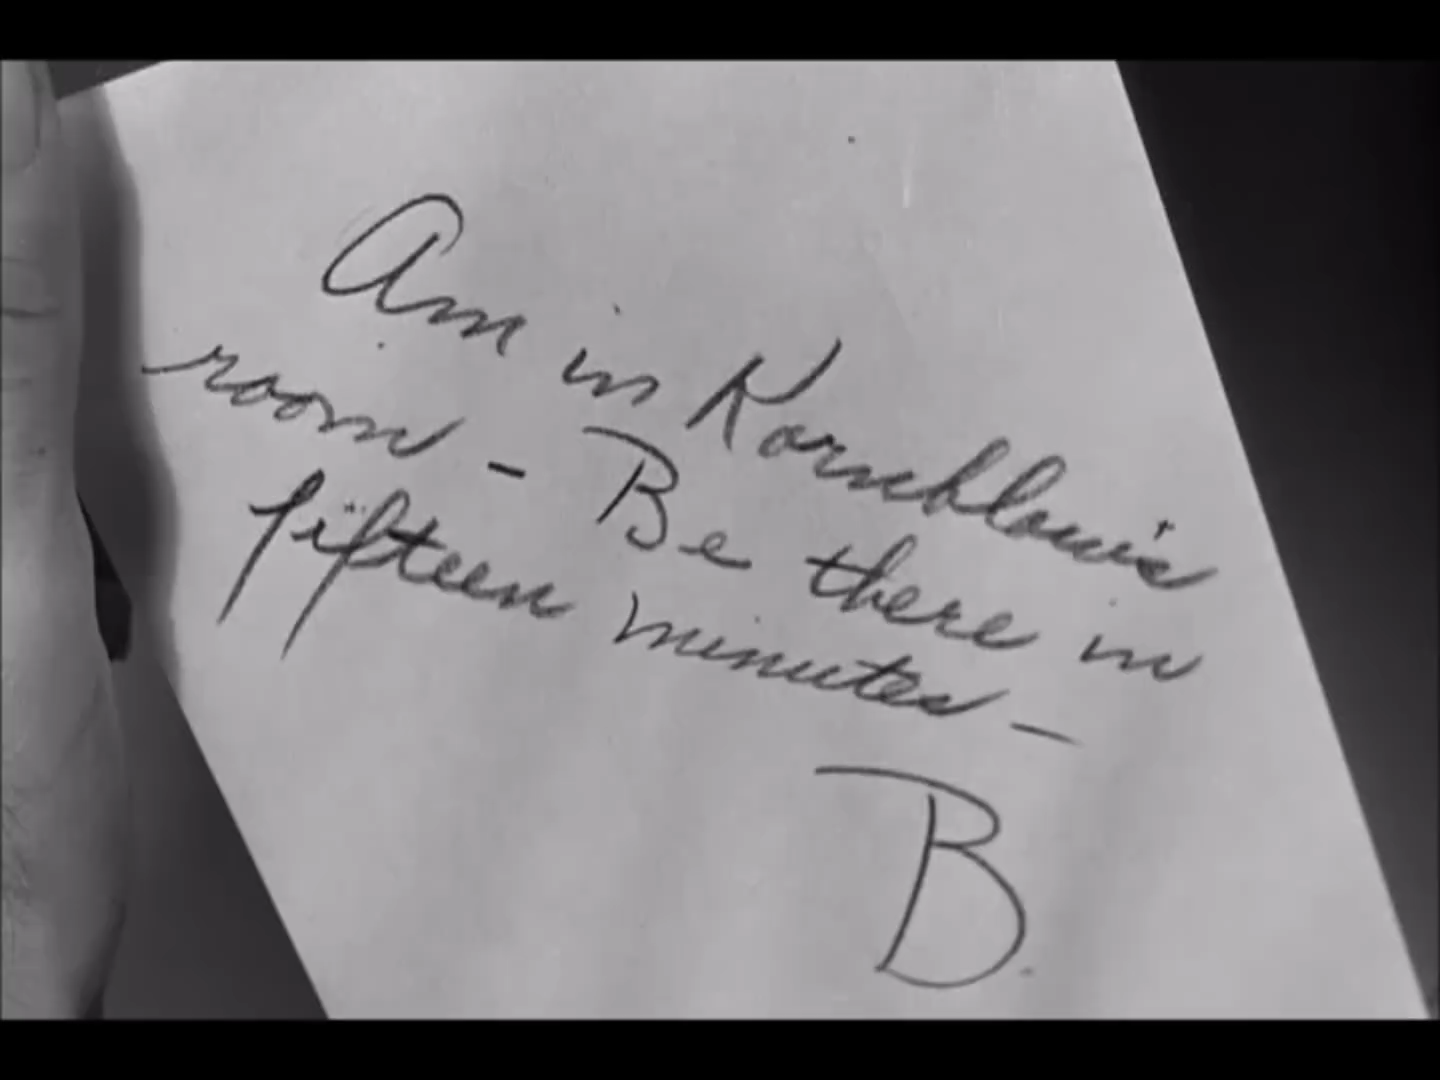 Am in Kornblow's
room - Be there in
fifteen minutes -
B.